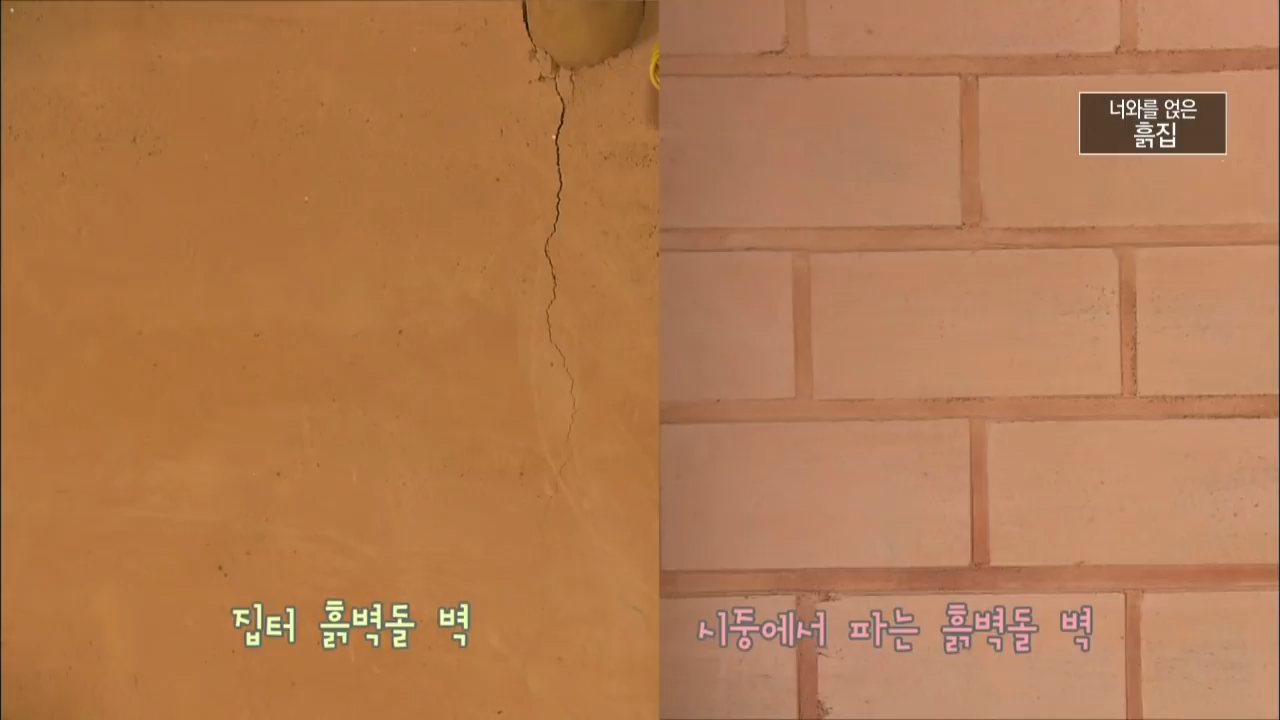 너와를 얹은
흙집
집터 흙벽돌 벽
시중에서 파는 흙벽돌 벽